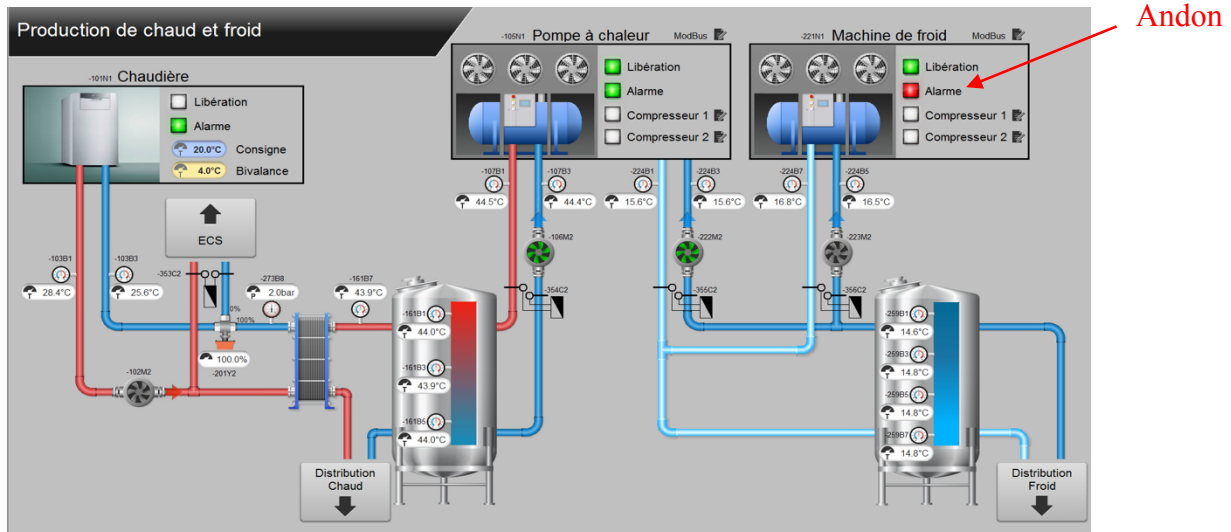 Andon
Production de chaud et froid
-105N1 Pompe à chaleur ModBus
-221N1 Machine de froid ModBus
-101N1 Chaudière
Libération
Alarme
20.0°C Consigne
4.0°C Bivalance
Libération
Alarme
Compresseur 1
Compresseur 2
Libération
Alarme
Compresseur 1
Compresseur 2
-107B1
T 44.5°C
-107B3
T 44.4°C
-224B1
T 15.6°C
-224B3
T 15.6°C
-224B7
T 16.8°C
-224B5
T 16.5°C
ECS
-106M2
-222M2
-223M2
-103B1
T 28.4°C
-103B3
T 25.6°C
-353C2
-273B8
P 2.0bar
-161B7
T 43.9°C
-354C2
-355C2
-356C2
0%
100%
100.0%
-201Y2
-102M2
-161B1
T 44.0°C
-161B3
T 43.9°C
-161B5
T 44.0°C
-259B1
T 14.6°C
-259B3
T 14.8°C
-259B5
T 14.8°C
-259B7
T 14.8°C
Distribution
Chaud
Distribution
Froid